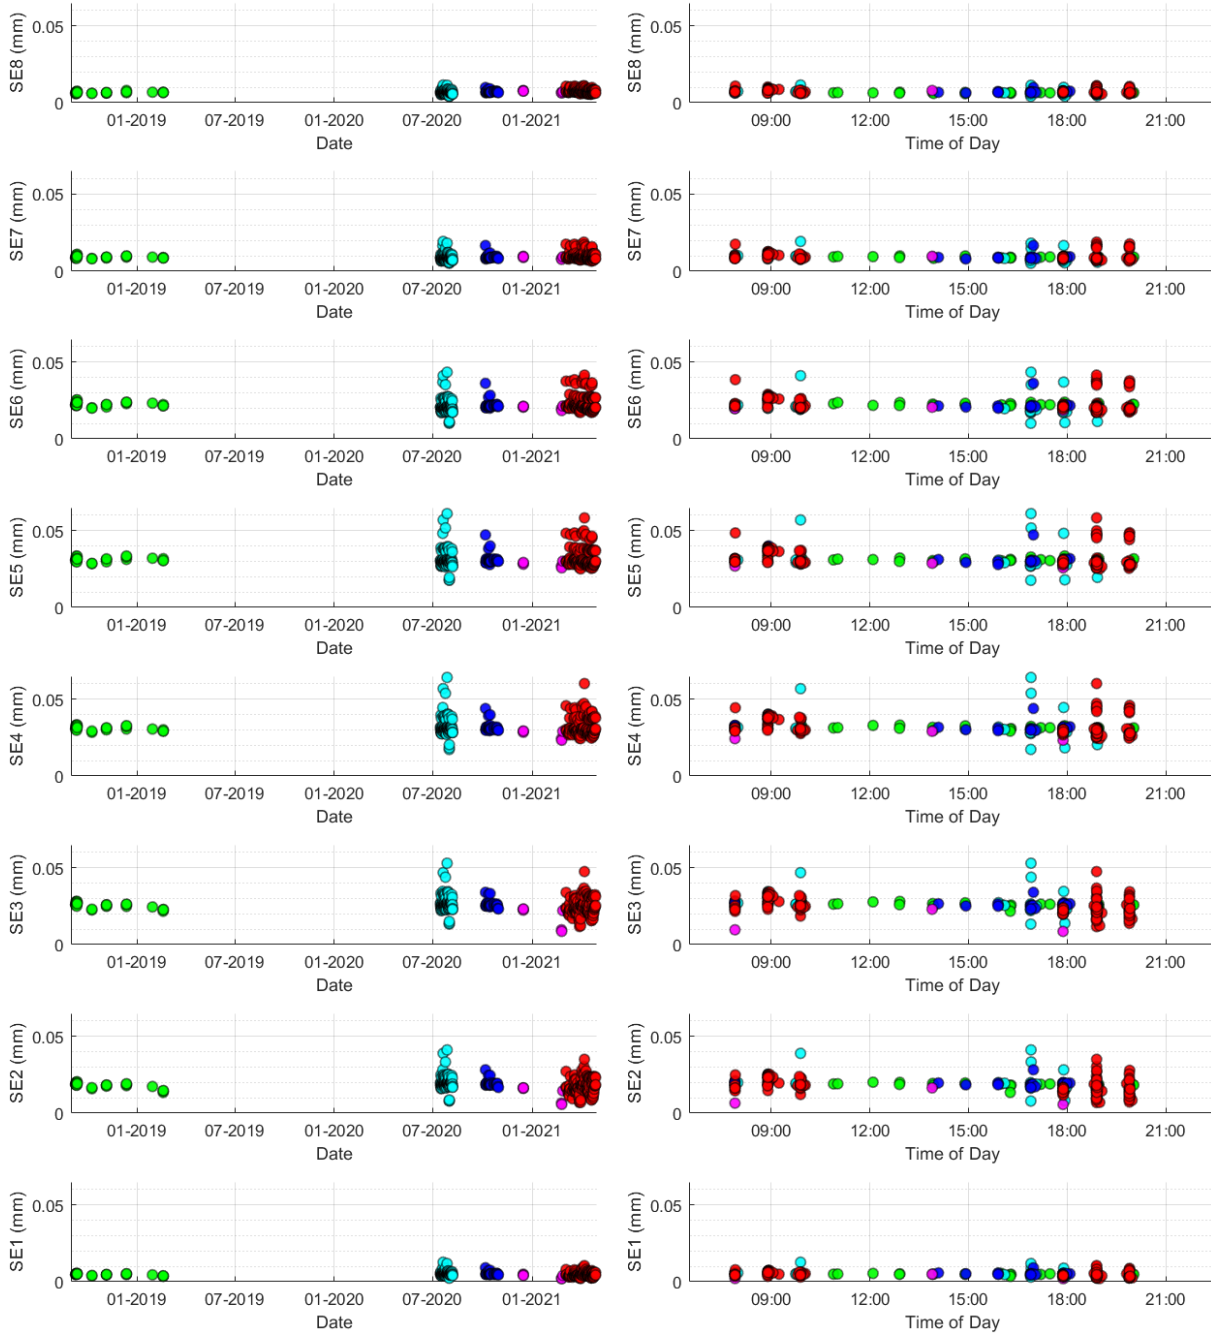 SE8 (mm) 0.05 0 01-2019 07-2019 01-2020 07-2020 01-2021 Date
SE8 (mm) 0.05 0 09:00 12:00 15:00 18:00 21:00 Time of Day
SE7 (mm) 0.05 0 01-2019 07-2019 01-2020 07-2020 01-2021 Date
SE7 (mm) 0.05 0 09:00 12:00 15:00 18:00 21:00 Time of Day
SE6 (mm) 0.05 0 01-2019 07-2019 01-2020 07-2020 01-2021 Date
SE6 (mm) 0.05 0 09:00 12:00 15:00 18:00 21:00 Time of Day
SE5 (mm) 0.05 0 01-2019 07-2019 01-2020 07-2020 01-2021 Date
SE5 (mm) 0.05 0 09:00 12:00 15:00 18:00 21:00 Time of Day
SE4 (mm) 0.05 0 01-2019 07-2019 01-2020 07-2020 01-2021 Date
SE4 (mm) 0.05 0 09:00 12:00 15:00 18:00 21:00 Time of Day
SE3 (mm) 0.05 0 01-2019 07-2019 01-2020 07-2020 01-2021 Date
SE3 (mm) 0.05 0 09:00 12:00 15:00 18:00 21:00 Time of Day
SE2 (mm) 0.05 0 01-2019 07-2019 01-2020 07-2020 01-2021 Date
SE2 (mm) 0.05 0 09:00 12:00 15:00 18:00 21:00 Time of Day
SE1 (mm) 0.05 0 01-2019 07-2019 01-2020 07-2020 01-2021 Date
SE1 (mm) 0.05 0 09:00 12:00 15:00 18:00 21:00 Time of Day